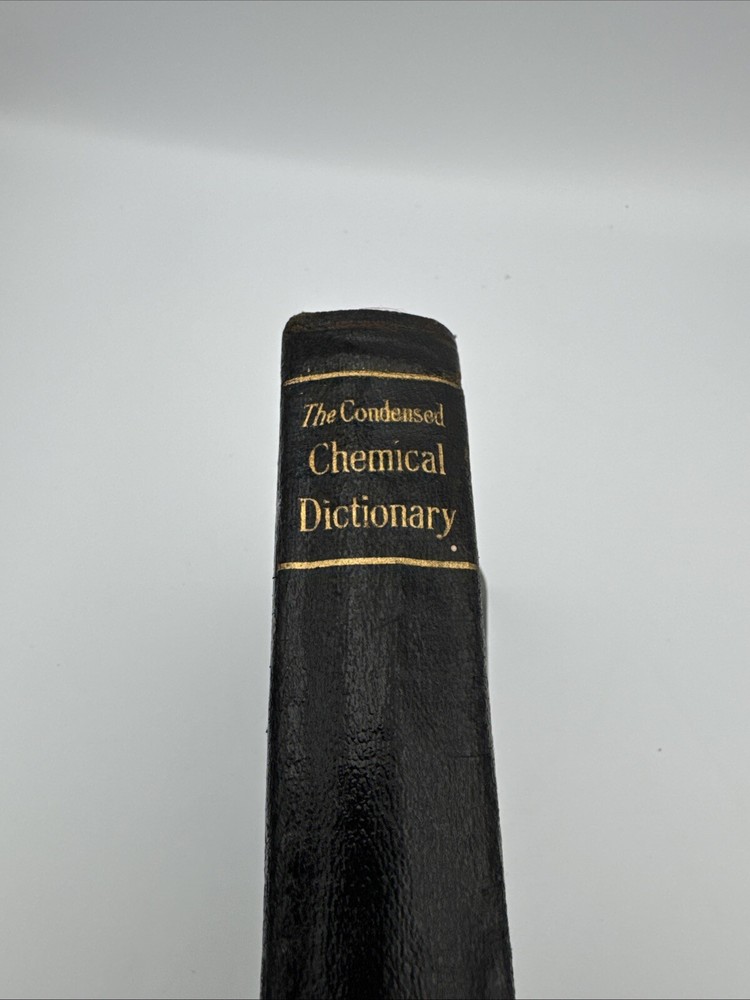 The Condensed
Chemical
Dictionary